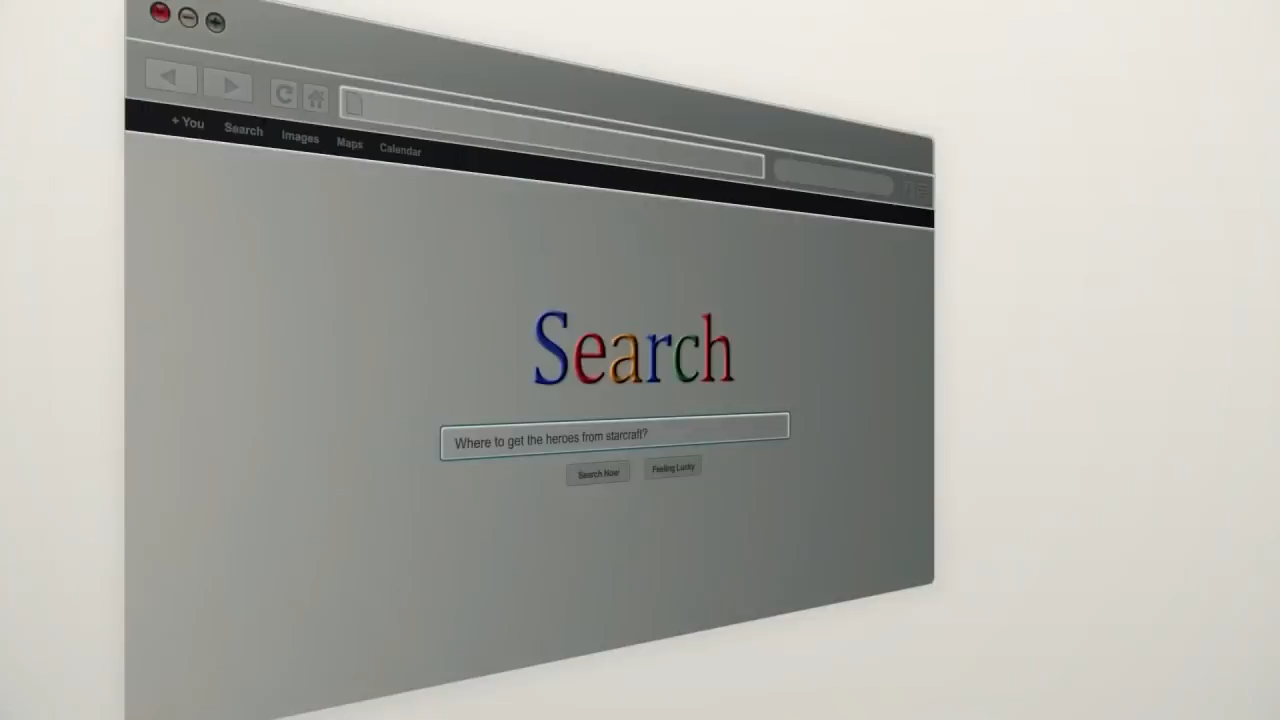 + You Search Images Maps Calendar
Search
Where to get the heroes from starcraft?
Search Now Feeling Lucky